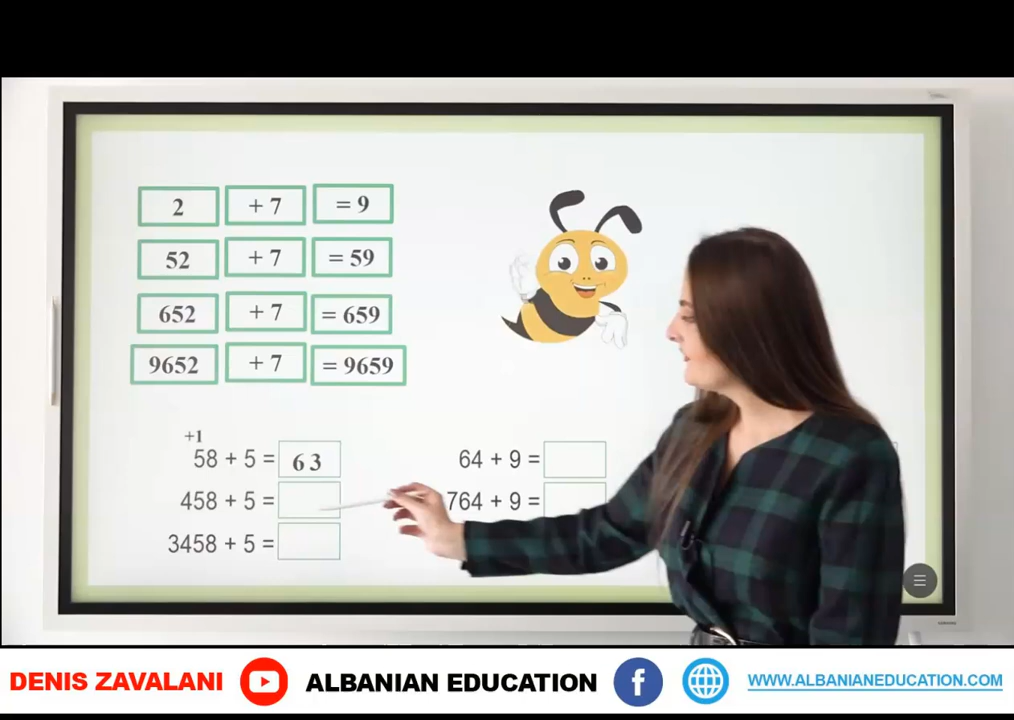 2 + 7 = 9
52 + 7 = 59
652 + 7 = 659
9652 + 7 = 9659
+1
58 + 5 = 63
64 + 9 =
458 + 5 =
764 + 9 =
3458 + 5 =
DENIS ZAVALANI
ALBANIAN EDUCATION
f
WWW.ALBANIANEDUCATION.COM